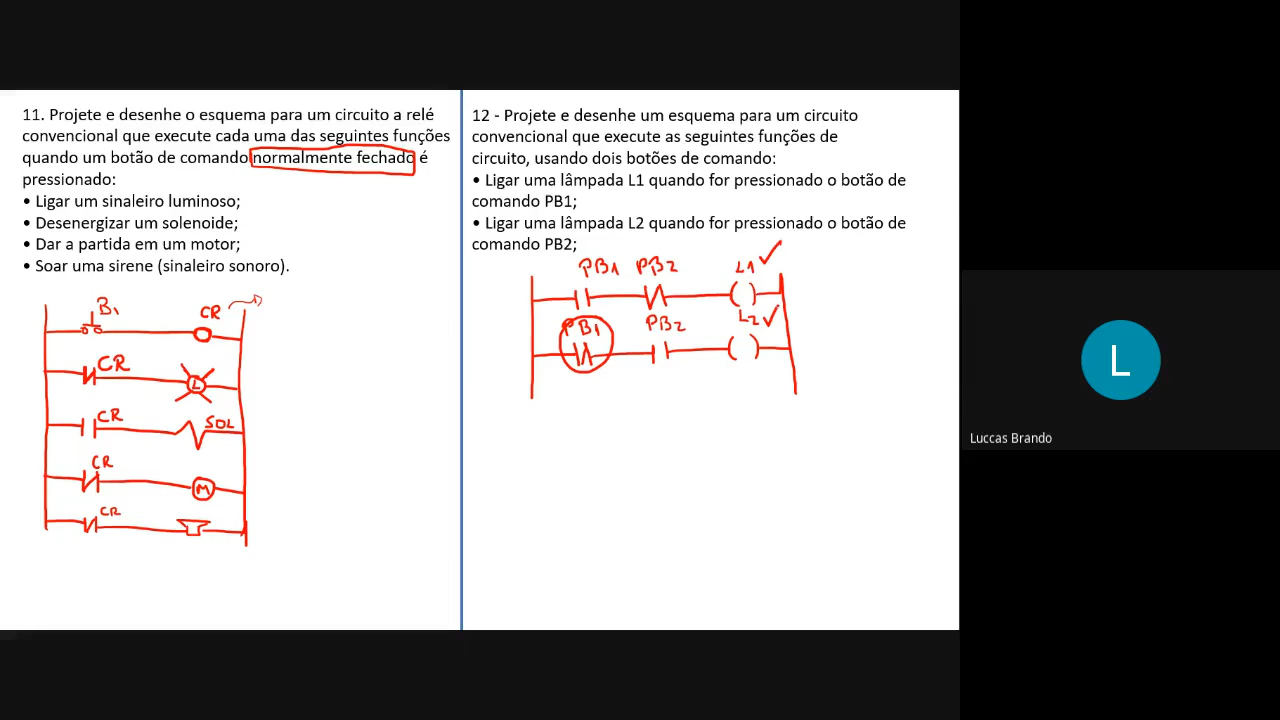 11. Projete e desenhe o esquema para um circuito a relé
convencional que execute cada uma das seguintes funções
quando um botão de comando normalmente fechado é
pressionado:
• Ligar um sinaleiro luminoso;
• Desenergizar um solenoide;
• Dar a partida em um motor;
• Soar uma sirene (sinaleiro sonoro).
B1
CR
CR
L
CR
SOL
CR
M
CR
12 - Projete e desenhe um esquema para um circuito
convencional que execute as seguintes funções de
circuito, usando dois botões de comando:
• Ligar uma lâmpada L1 quando for pressionado o botão de
comando PB1;
• Ligar uma lâmpada L2 quando for pressionado o botão de
comando PB2;
PB1 PB2 L1
PB1 PB2 L2
L
Luccas Brando